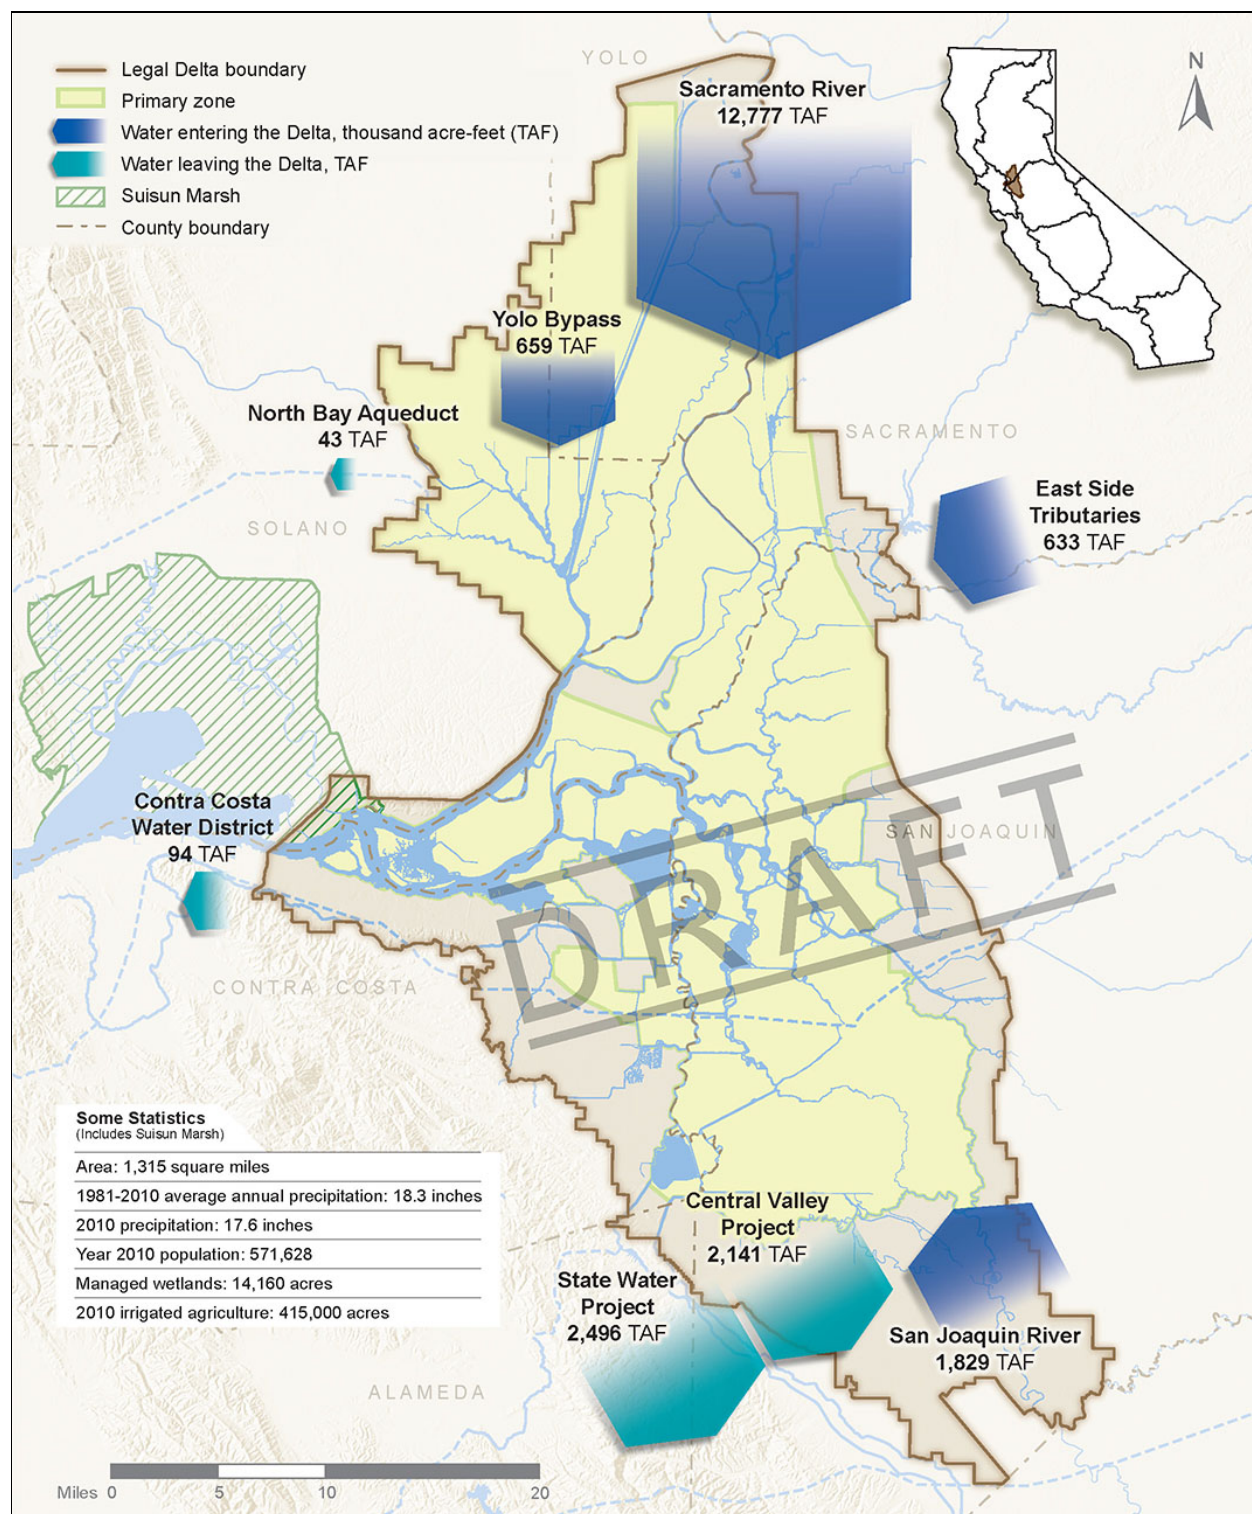 Legal Delta boundary
Primary zone
Water entering the Delta, thousand acre-feet (TAF)
Water leaving the Delta, TAF
Suisun Marsh
County boundary
YOLO
Sacramento River
12,777 TAF
N
Yolo Bypass
659 TAF
North Bay Aqueduct
43 TAF
SACRAMENTO
SOLANO
East Side
Tributaries
633 TAF
Contra Costa
Water District
94 TAF
SAN JOAQUIN
DRAFT
CONTRA COSTA
Some Statistics
(Includes Suisun Marsh)
Area: 1,315 square miles
1981-2010 average annual precipitation: 18.3 inches
2010 precipitation: 17.6 inches
Year 2010 population: 571,628
Managed wetlands: 14,160 acres
2010 irrigated agriculture: 415,000 acres
Central Valley
Project
2,141 TAF
State Water
Project
2,496 TAF
San Joaquin River
1,829 TAF
ALAMEDA
Miles 0 5 10 20